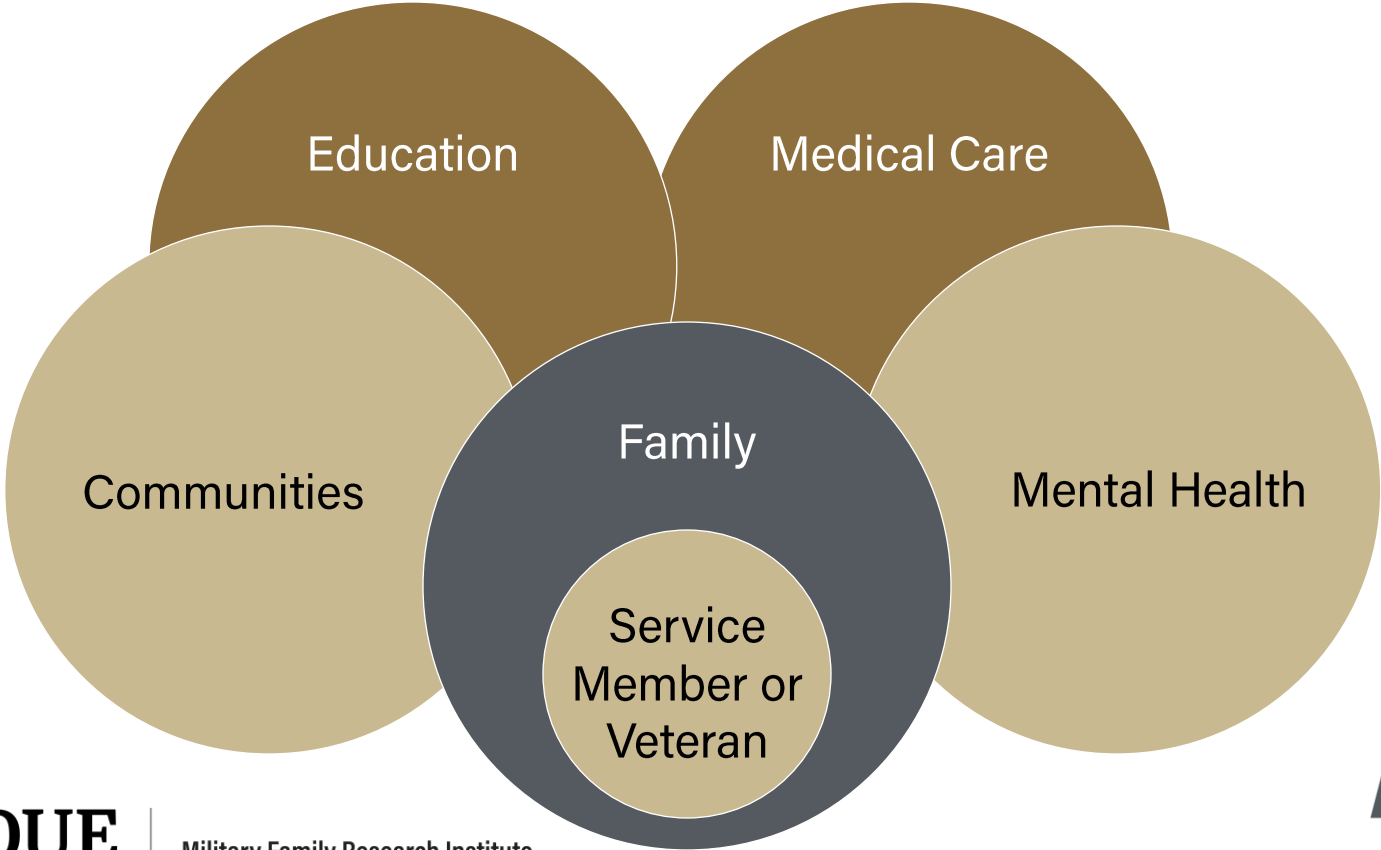 Education
Medical Care
Family
Communities
Mental Health
Service
Member or
Veteran
Military Family Research Institute